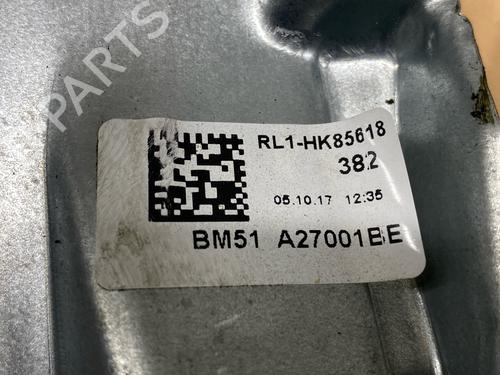 PARTS
RL1-HK85618
382
05.10.17 12:35
BM51 A27001BE